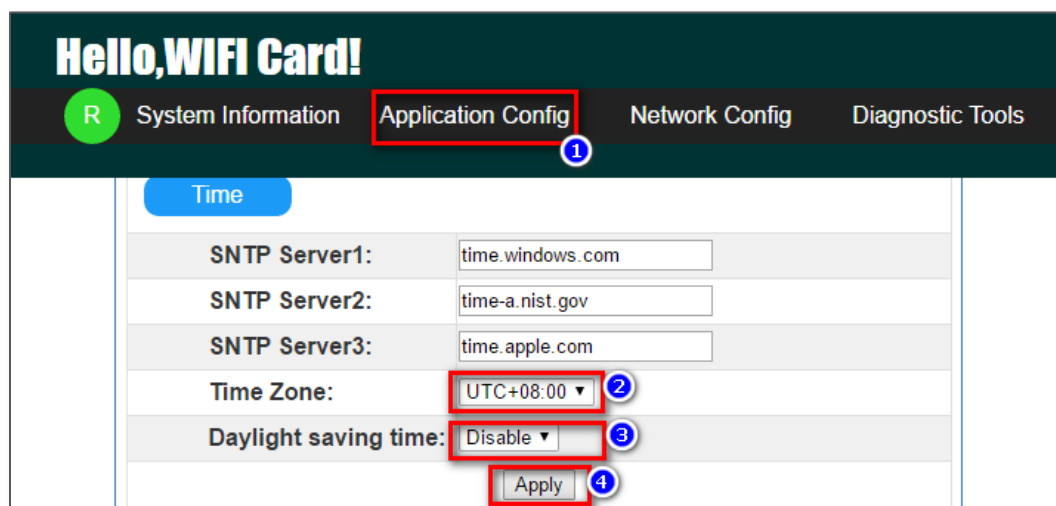 Hello,WIFI Card!
R System Information Application Config Network Config Diagnostic Tools
1
Time
SNTP Server1: time.windows.com
SNTP Server2: time-a.nist.gov
SNTP Server3: time.apple.com
Time Zone: UTC+08:00 2
Daylight saving time: Disable 3
Apply 4